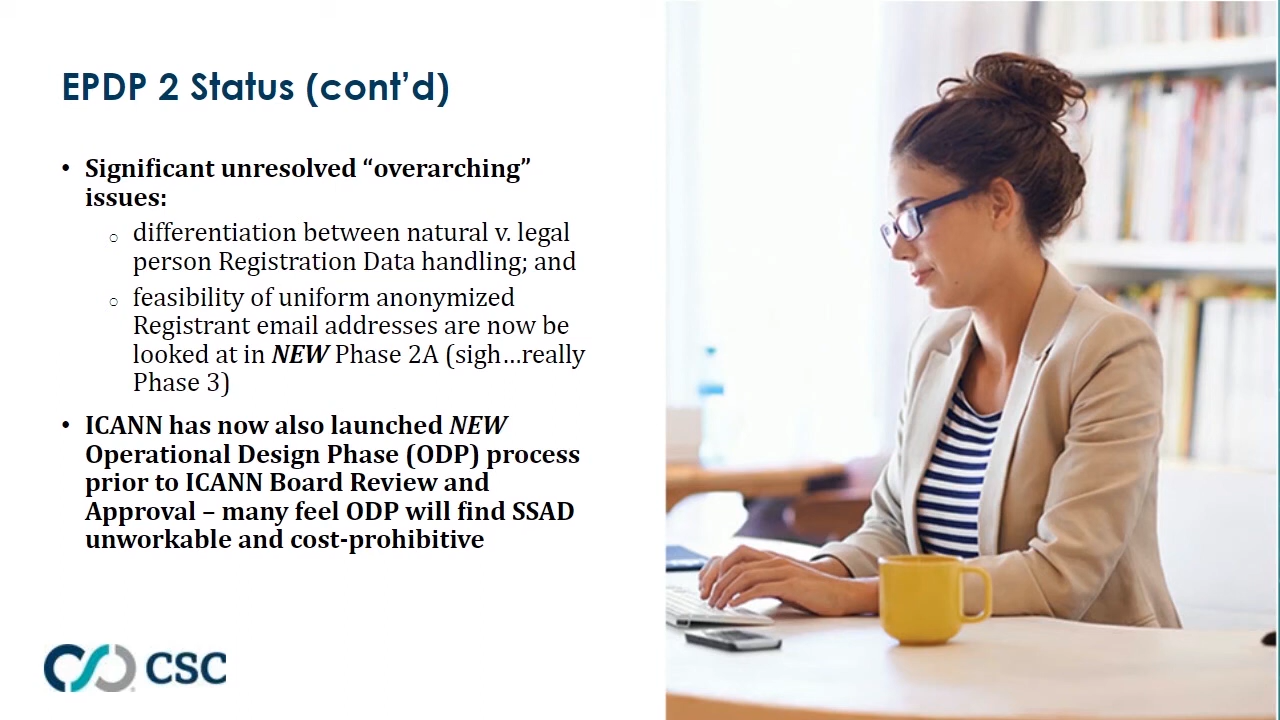 EPDP 2 Status (cont’d)
• Significant unresolved “overarching”
issues:
○ differentiation between natural v. legal
person Registration Data handling; and
○ feasibility of uniform anonymized
Registrant email addresses are now be
looked at in NEW Phase 2A (sigh…really
Phase 3)
• ICANN has now also launched NEW
Operational Design Phase (ODP) process
prior to ICANN Board Review and
Approval – many feel ODP will find SSAD
unworkable and cost-prohibitive
CSC